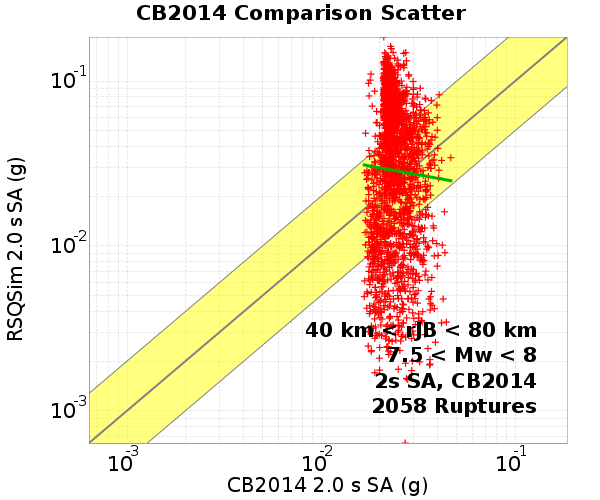 CB2014 Comparison Scatter
RSQSim 2.0 s SA (g)
10-1
10-2
10-3
40 km < rJB < 80 km
7.5 < Mw < 8
2s SA, CB2014
2058 Ruptures
10-3 10-2 10-1
CB2014 2.0 s SA (g)